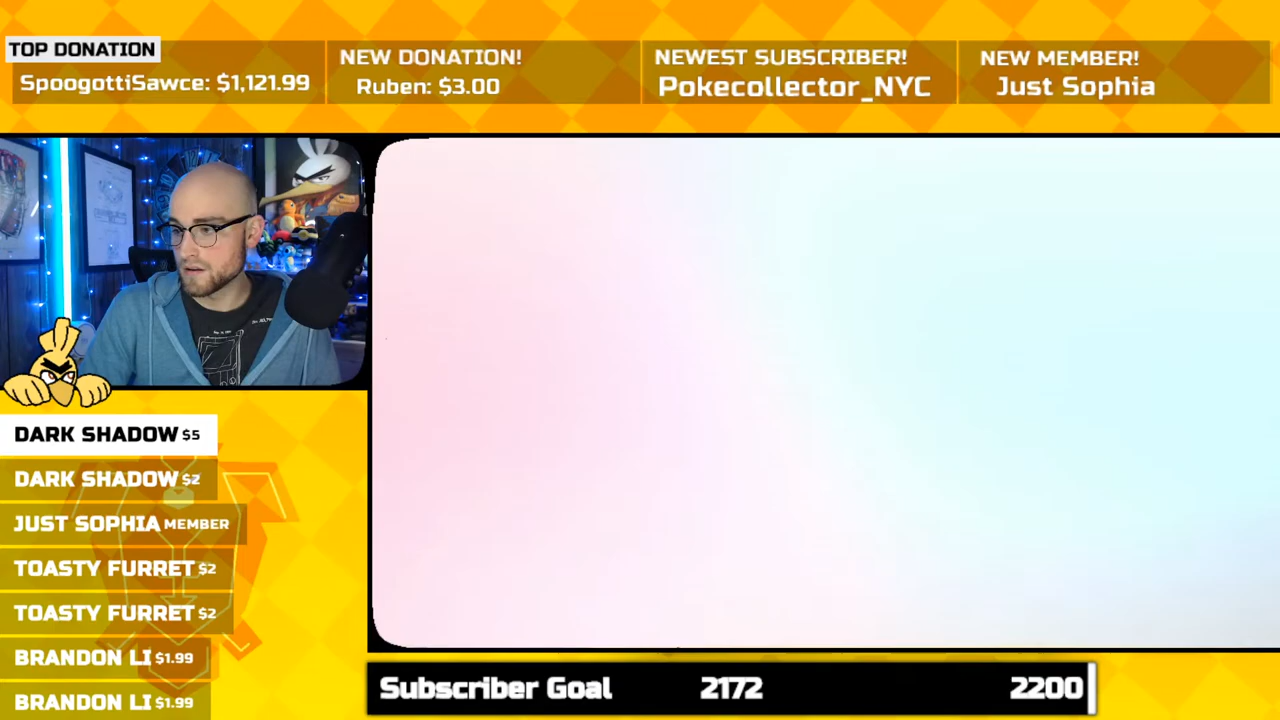 TOP DONATION
SpoogottiSawce: $1,121.99
NEW DONATION!
Ruben: $3.00
NEWEST SUBSCRIBER!
Pokecollector_NYC
NEW MEMBER!
Just Sophia
DARK SHADOW $5
DARK SHADOW $2
JUST SOPHIA MEMBER
TOASTY FURRET $2
TOASTY FURRET $2
BRANDON LI $1.99
BRANDON LI $1.99
Subscriber Goal 2172 2200